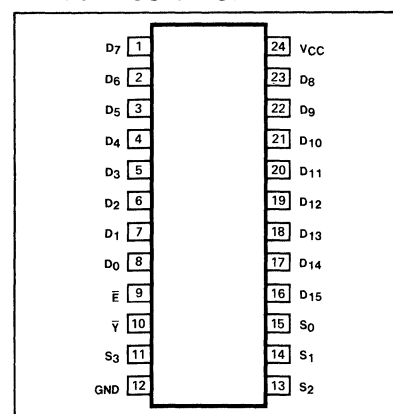 D7 1 24 VCC
D6 2 23 D8
D5 3 22 D9
D4 4 21 D10
D3 5 20 D11
D2 6 19 D12
D1 7 18 D13
D0 8 17 D14
E̅ 9 16 D15
Y̅ 10 15 S0
S3 11 14 S1
GND 12 13 S2